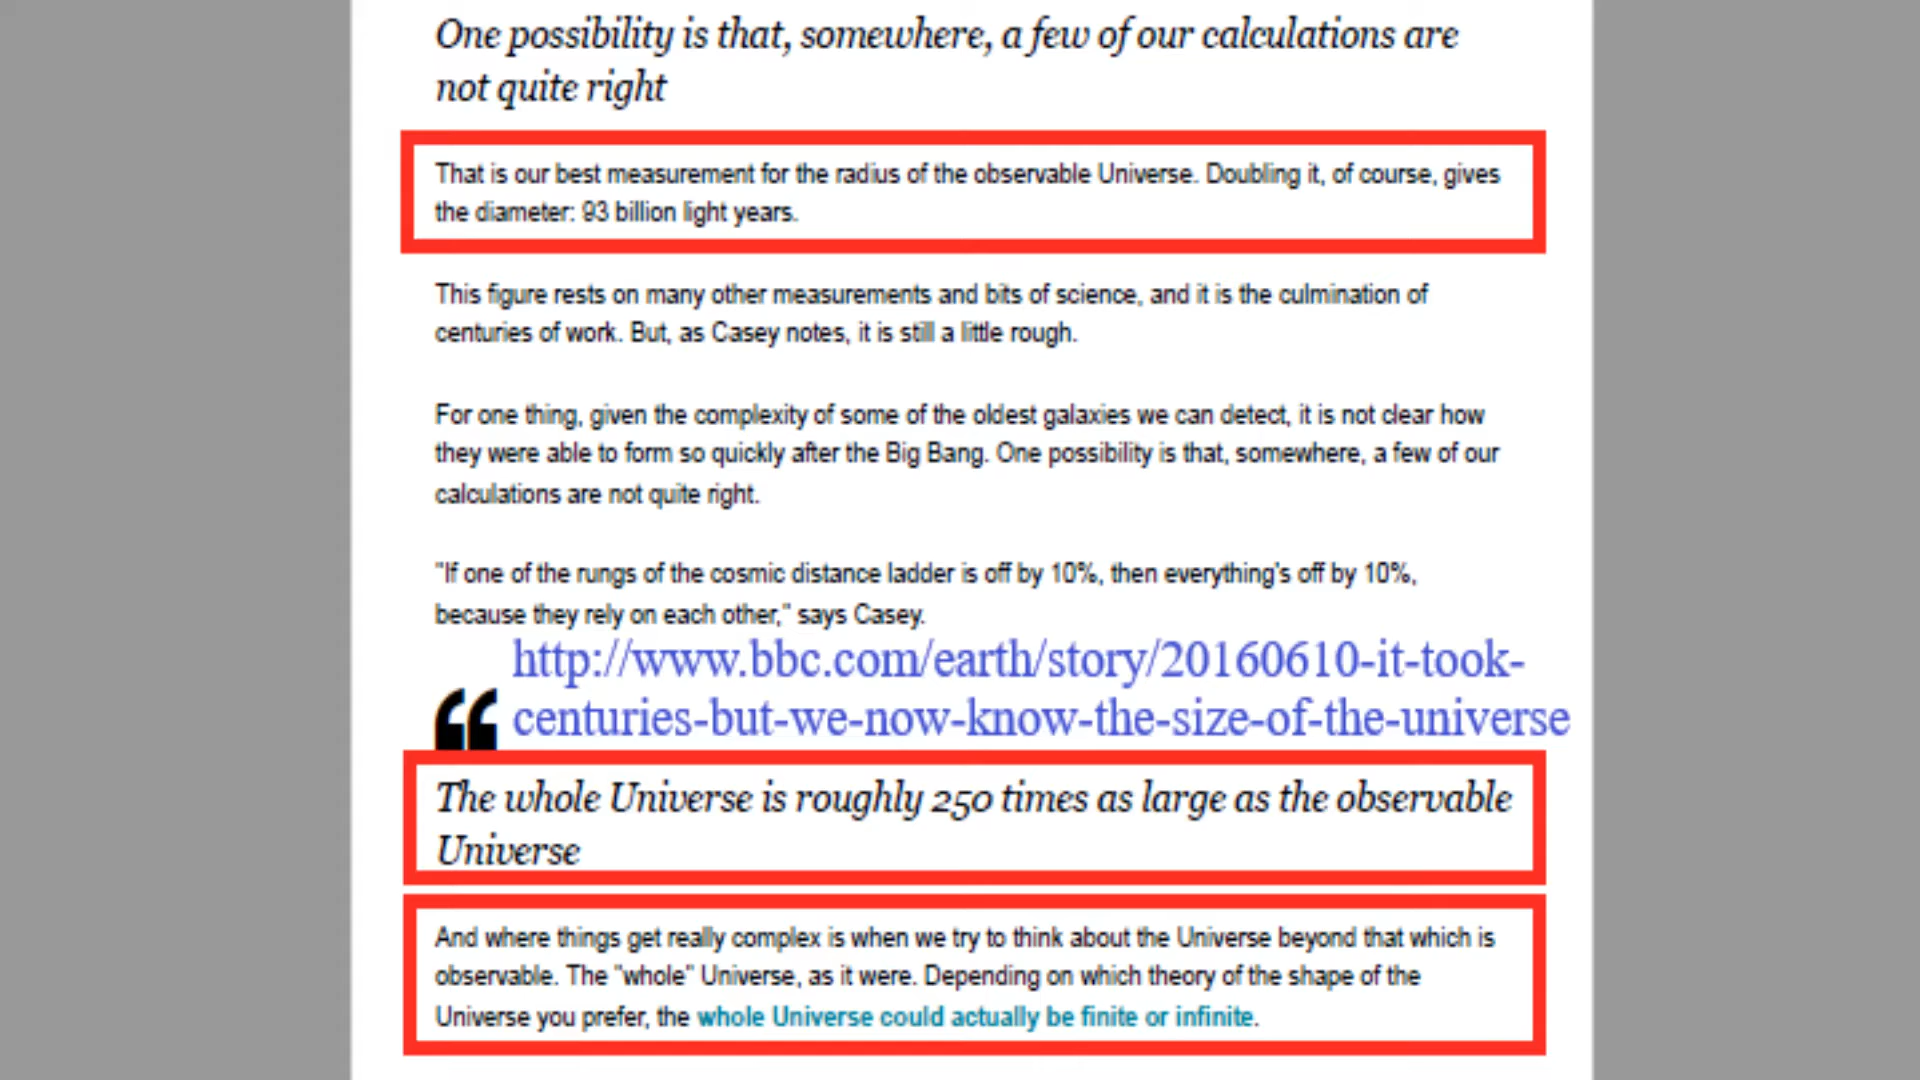 One possibility is that, somewhere, a few of our calculations are
not quite right
That is our best measurement for the radius of the observable Universe. Doubling it, of course, gives
the diameter: 93 billion light years.
This figure rests on many other measurements and bits of science, and it is the culmination of
centuries of work. But, as Casey notes, it is still a little rough.
For one thing, given the complexity of some of the oldest galaxies we can detect, it is not clear how
they were able to form so quickly after the Big Bang. One possibility is that, somewhere, a few of our
calculations are not quite right.
"If one of the rungs of the cosmic distance ladder is off by 10%, then everything's off by 10%,
because they rely on each other," says Casey.
http://www.bbc.com/earth/story/20160610-it-took-
“ centuries-but-we-now-know-the-size-of-the-universe
The whole Universe is roughly 250 times as large as the observable
Universe
And where things get really complex is when we try to think about the Universe beyond that which is
observable. The "whole" Universe, as it were. Depending on which theory of the shape of the
Universe you prefer, the whole Universe could actually be finite or infinite.